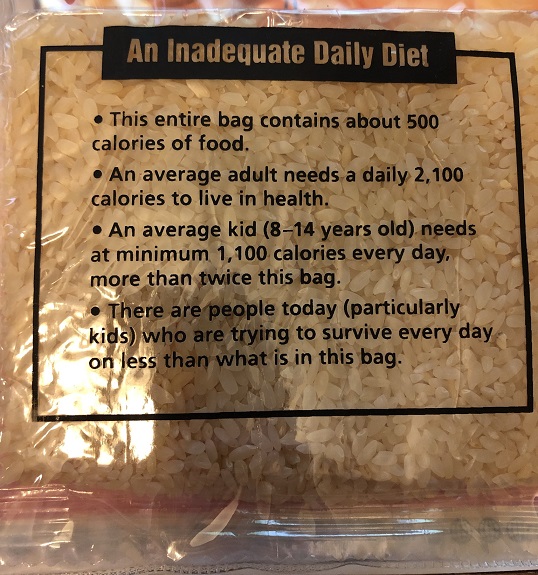 An Inadequate Daily Diet
• This entire bag contains about 500
calories of food.
• An average adult needs a daily 2,100
calories to live in health.
• An average kid (8–14 years old) needs
at minimum 1,100 calories every day,
more than twice this bag.
• There are people today (particularly
kids) who are trying to survive every day
on less than what is in this bag.